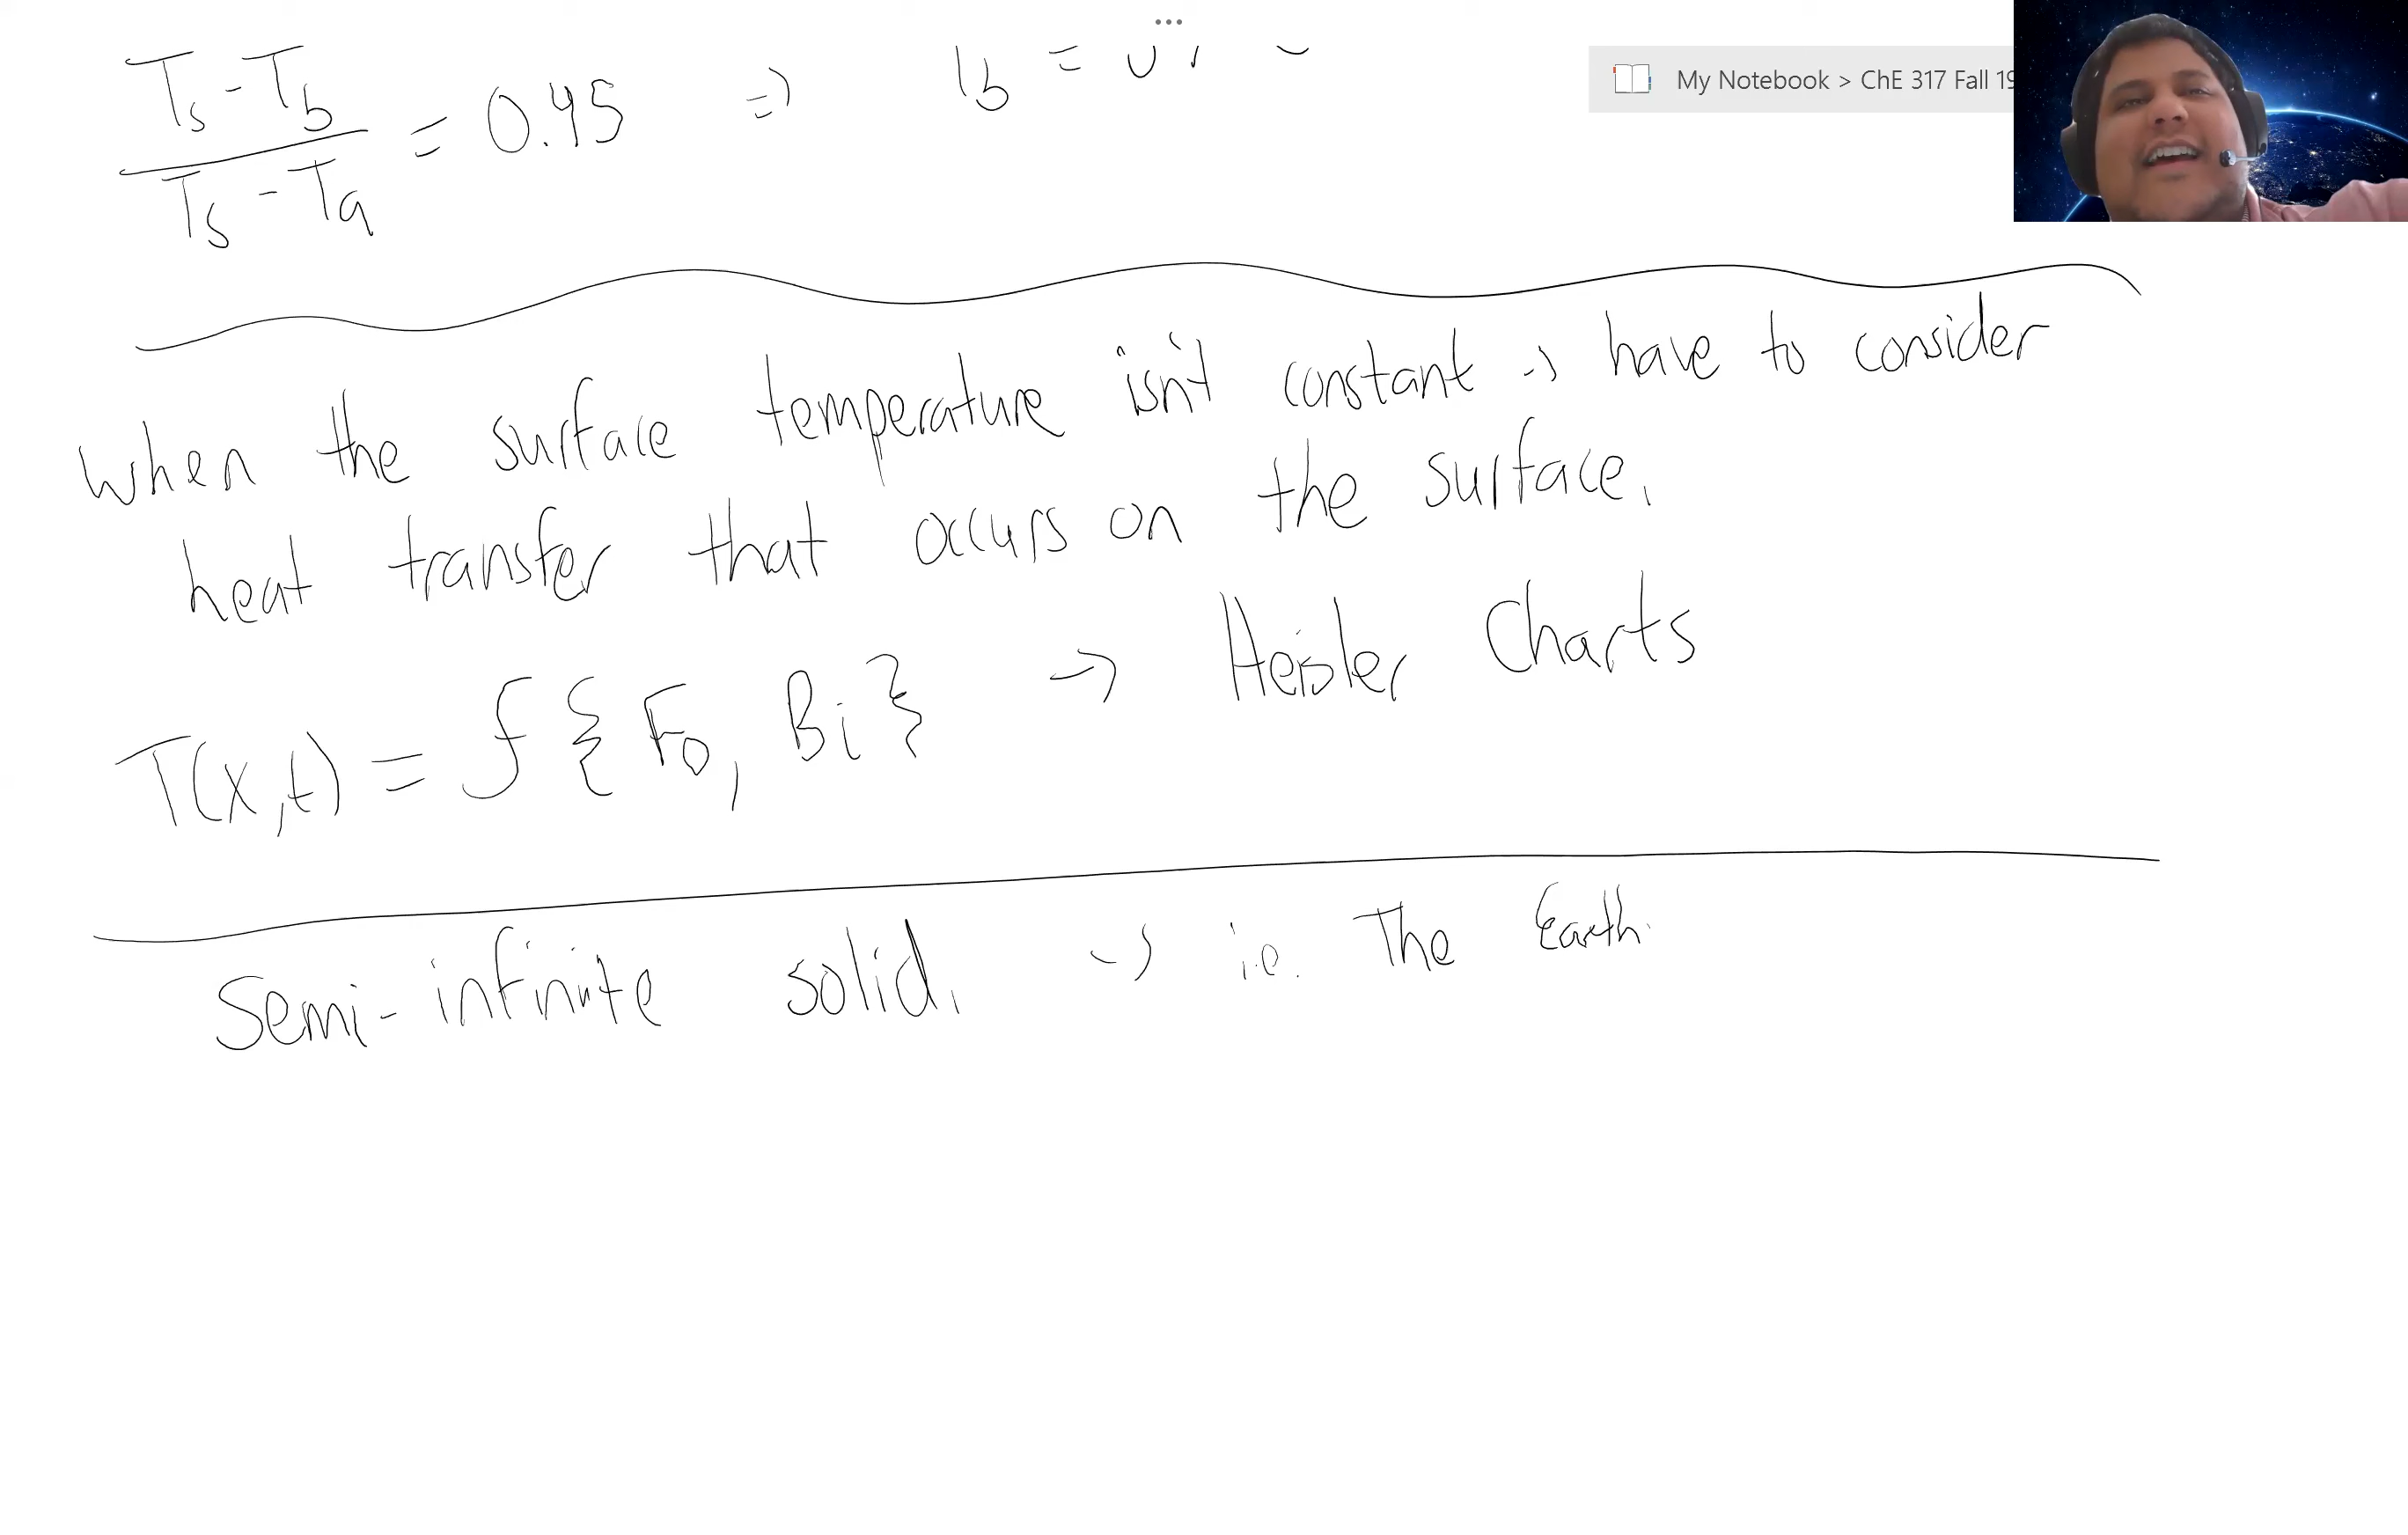 My Notebook > ChE 317 Fall 19
Ts - Tb
Ts - Ta
= 0.45 =>
when the surface temperature isn't constant -> have to consider
heat transfer that occurs on the surface.
T(x,t) = f { Fo, Bi } -> Heisler Charts
Semi-infinite solid. -> i.e. The Earth.